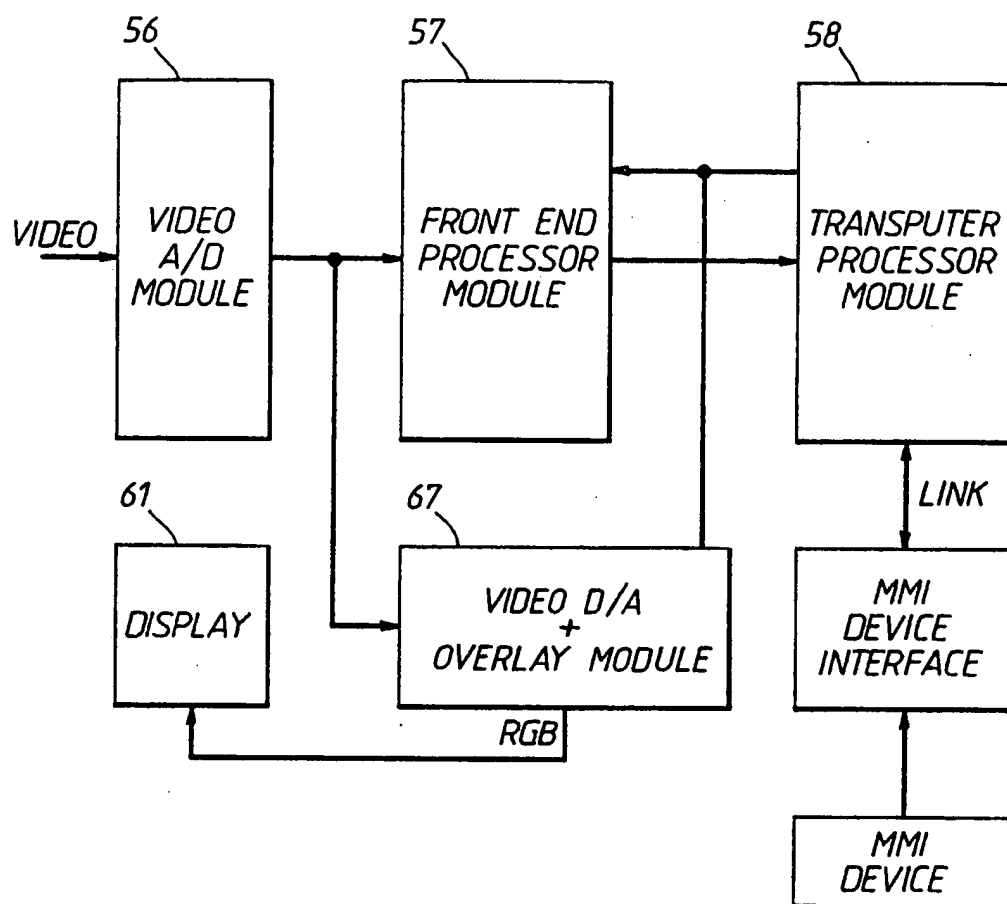 56
57
58
VIDEO
VIDEO
A/D
MODULE
FRONT END
PROCESSOR
MODULE
TRANSPUTER
PROCESSOR
MODULE
LINK
61
67
DISPLAY
VIDEO D/A
+
OVERLAY MODULE
MMI
DEVICE
INTERFACE
RGB
MMI
DEVICE